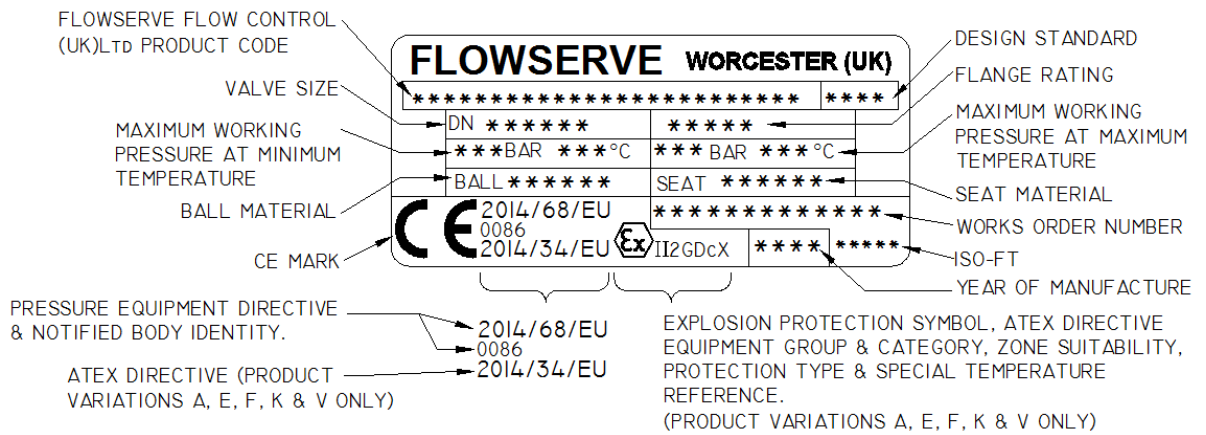 FLOWSERVE FLOW CONTROL
(UK)LTD PRODUCT CODE
VALVE SIZE
MAXIMUM WORKING
PRESSURE AT MINIMUM
TEMPERATURE
BALL MATERIAL
CE MARK
FLOWSERVE WORCESTER (UK)
************************* ****
DN ****** *****
***BAR ***°C *** BAR ***°C
BALL ****** SEAT ******
CE 2014/68/EU *************
0086
2014/34/EU Ex II2GDcX **** *****
DESIGN STANDARD
FLANGE RATING
MAXIMUM WORKING
PRESSURE AT MAXIMUM
TEMPERATURE
SEAT MATERIAL
WORKS ORDER NUMBER
ISO-FT
YEAR OF MANUFACTURE
PRESSURE EQUIPMENT DIRECTIVE
& NOTIFIED BODY IDENTITY.
ATEX DIRECTIVE (PRODUCT
VARIATIONS A, E, F, K & V ONLY)
2014/68/EU
0086
2014/34/EU
EXPLOSION PROTECTION SYMBOL, ATEX DIRECTIVE
EQUIPMENT GROUP & CATEGORY, ZONE SUITABILITY,
PROTECTION TYPE & SPECIAL TEMPERATURE
REFERENCE.
(PRODUCT VARIATIONS A, E, F, K & V ONLY)